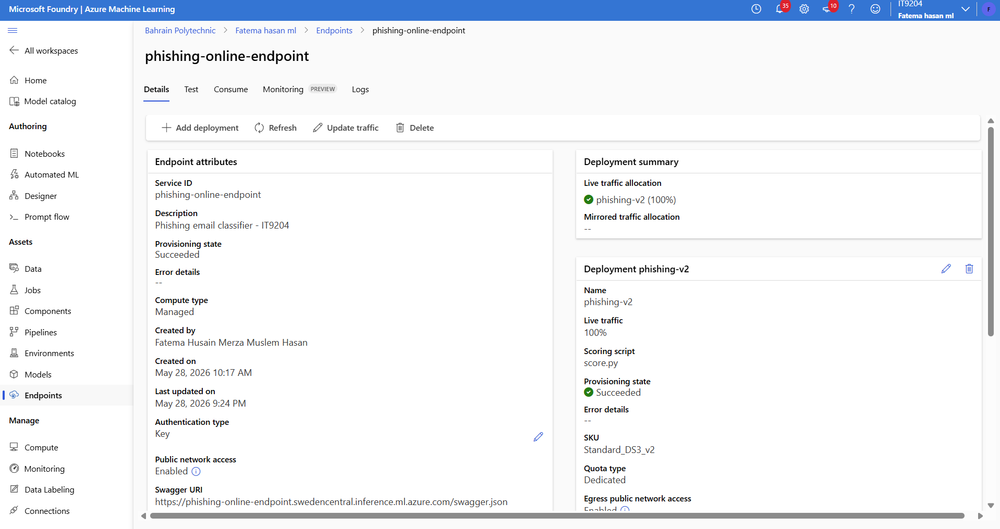 Microsoft Foundry | Azure Machine Learning
35
10
IT9204
Fatema hasan ml
F
All workspaces
Home
Model catalog
Authoring
Notebooks
Automated ML
Designer
Prompt flow
Assets
Data
Jobs
Components
Pipelines
Environments
Models
Endpoints
Manage
Compute
Monitoring
Data Labeling
Connections
Bahrain Polytechnic > Fatema hasan ml > Endpoints > phishing-online-endpoint
phishing-online-endpoint
Details Test Consume Monitoring PREVIEW Logs
Add deployment Refresh Update traffic Delete
Endpoint attributes
Service ID
phishing-online-endpoint
Description
Phishing email classifier - IT9204
Provisioning state
Succeeded
Error details
--
Compute type
Managed
Created by
Fatema Husain Merza Muslem Hasan
Created on
May 28, 2026 10:17 AM
Last updated on
May 28, 2026 9:24 PM
Authentication type
Key
Public network access
Enabled
Swagger URI
https://phishing-online-endpoint.swedencentral.inference.ml.azure.com/swagger.json
Deployment summary
Live traffic allocation
phishing-v2 (100%)
Mirrored traffic allocation
--
Deployment phishing-v2
Name
phishing-v2
Live traffic
100%
Scoring script
score.py
Provisioning state
Succeeded
Error details
--
SKU
Standard_DS3_v2
Quota type
Dedicated
Egress public network access
Enabled